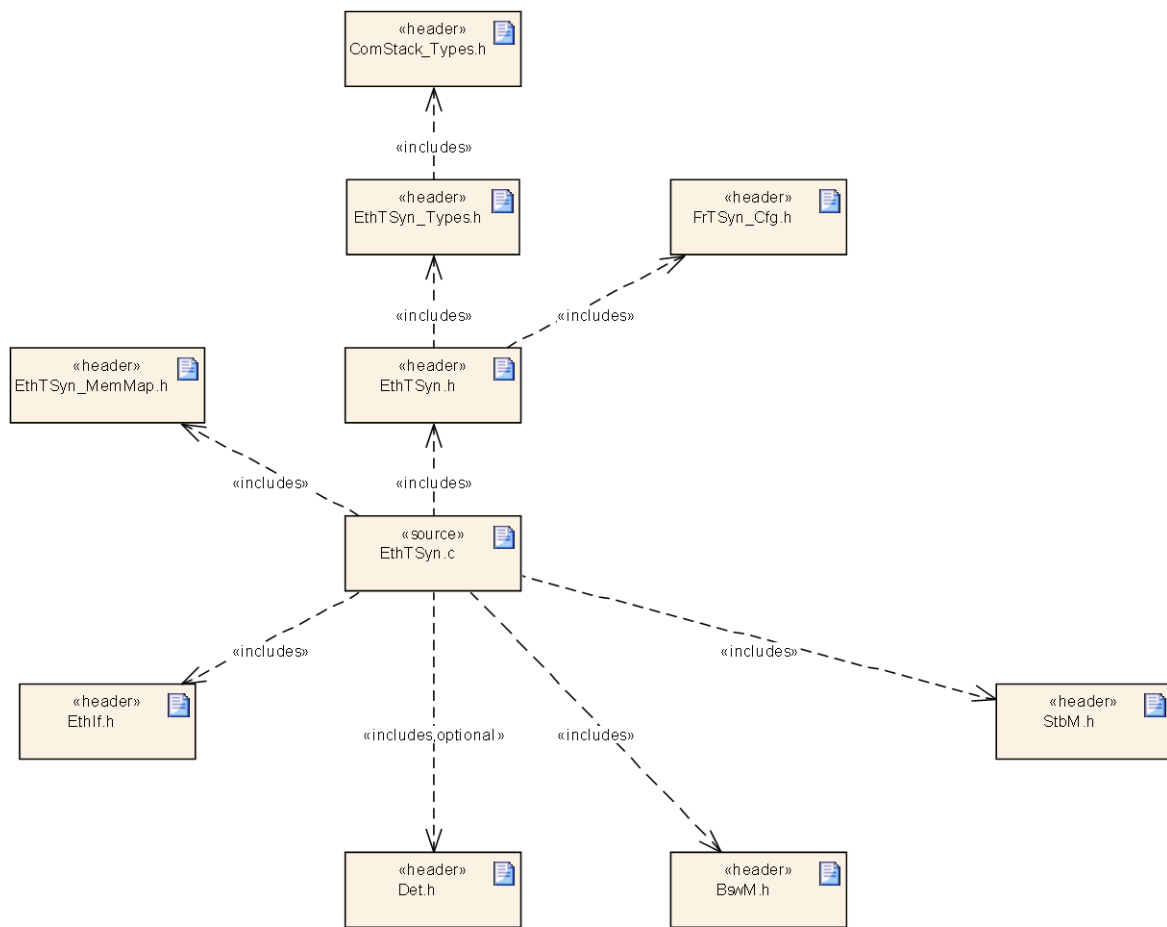 «header»
ComStack_Types.h
«includes»
«header»
EthTSyn_Types.h
«header»
FrTSyn_Cfg.h
«includes»
«includes»
«header»
EthTSyn_MemMap.h
«header»
EthTSyn.h
«includes»
«includes»
«source»
EthTSyn.c
«includes»
«includes»
«header»
EthIf.h
«header»
StbM.h
«includes,optional»
«includes»
«header»
Det.h
«header»
BswM.h